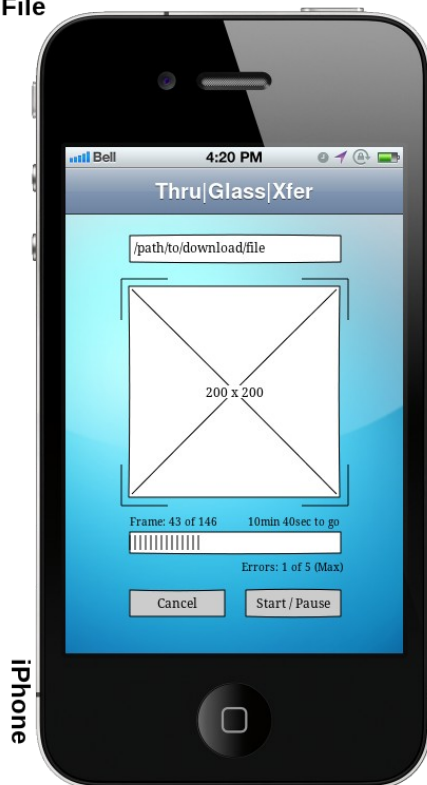 File
Bell 4:20 PM
Thru|Glass|Xfer
/path/to/download/file
200 x 200
Frame: 43 of 146 10min 40sec to go
Errors: 1 of 5 (Max)
Cancel Start / Pause
iPhone